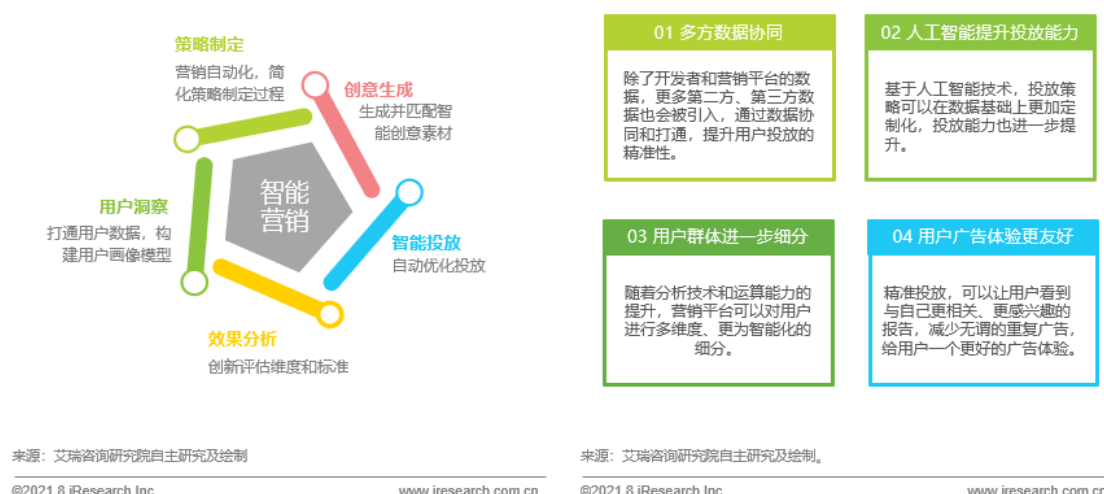 策略制定
营销自动化，简
化策略制定过程
创意生成
生成并匹配智
能创意素材
智能
营销
用户洞察
打通用户数据，构
建用户画像模型
智能投放
自动优化投放
效果分析
创新评估维度和标准
来源：艾瑞咨询研究院自主研究及绘制
©2021.8 iResearch Inc.
www.iresearch.com.cn
01 多方数据协同
除了开发者和营销平台的数
据，更多第二方、第三方数
据也会被引入，通过数据协
同和打通，提升用户投放的
精准性。
02 人工智能提升投放能力
基于人工智能技术，投放策
略可以在数据基础上更加定
制化，投放能力也进一步提
升。
03 用户群体进一步细分
随着分析技术和运算能力的
提升，营销平台可以对用户
进行多维度、更为智能化的
细分。
04 用户广告体验更友好
精准投放，可以让用户看到
与自己更相关、更感兴趣的
报告，减少无谓的重复广告，
给用户一个更好的广告体验。
来源：艾瑞咨询研究院自主研究及绘制。
©2021.8 iResearch Inc.
www.iresearch.com.cn